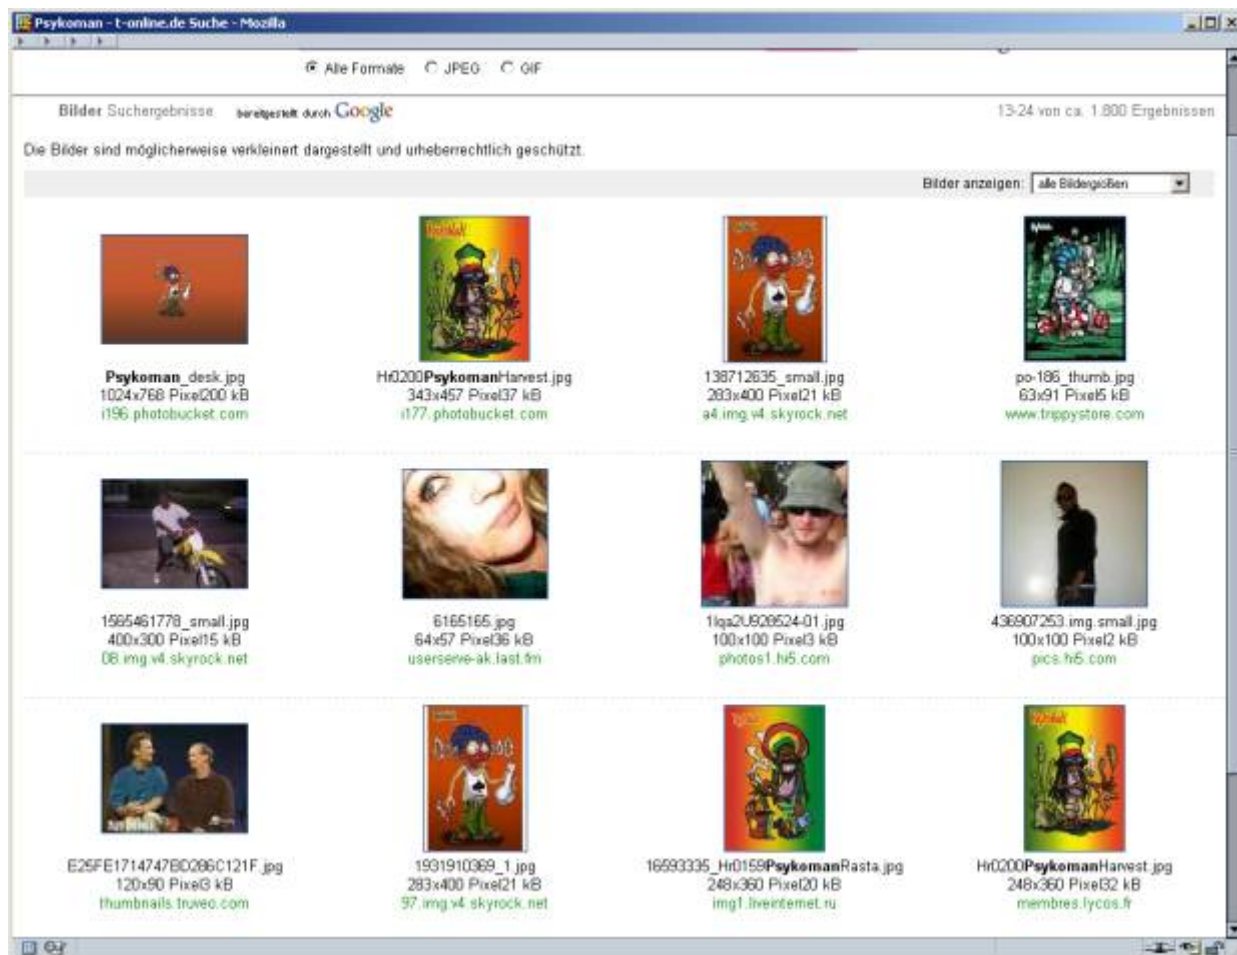 Psykoman - t-online.de Suche - Mozilla
Alle Formate JPEG GIF
Bilder Suchergebnisse bereitgestellt durch Google 13-24 von ca. 1.800 Ergebnissen
Die Bilder sind möglicherweise verkleinert dargestellt und urheberrechtlich geschützt.
Bilder anzeigen: alle Bildergrößen
Psykoman_desk.jpg Hr0200PsykomanHarvest.jpg 138712635_small.jpg po-186_thumb.jpg
1024x768 Pixel200 kB 343x457 Pixel37 kB 283x400 Pixel21 kB 63x91 Pixel5 kB
i196.photobucket.com i177.photobucket.com a4.img.v4.skyrock.net www.trippystore.com
1565461778_small.jpg 6165165.jpg 1lqa2U928524-01.jpg 436907253.img.small.jpg
400x300 Pixel15 kB 64x57 Pixel36 kB 100x100 Pixel3 kB 100x100 Pixel2 kB
08.img.v4.skyrock.net userserve-ak.last.fm photos1.hi5.com pics.hi5.com
E25FE1714747BD286C121F.jpg 1931910369_1.jpg 16593335_Hr0159PsykomanRasta.jpg Hr0200PsykomanHarvest.jpg
120x90 Pixel3 kB 283x400 Pixel21 kB 248x360 Pixel20 kB 248x360 Pixel32 kB
thumbnails.truveo.com 97.img.v4.skyrock.net img1.liveinternet.ru membres.lycos.fr